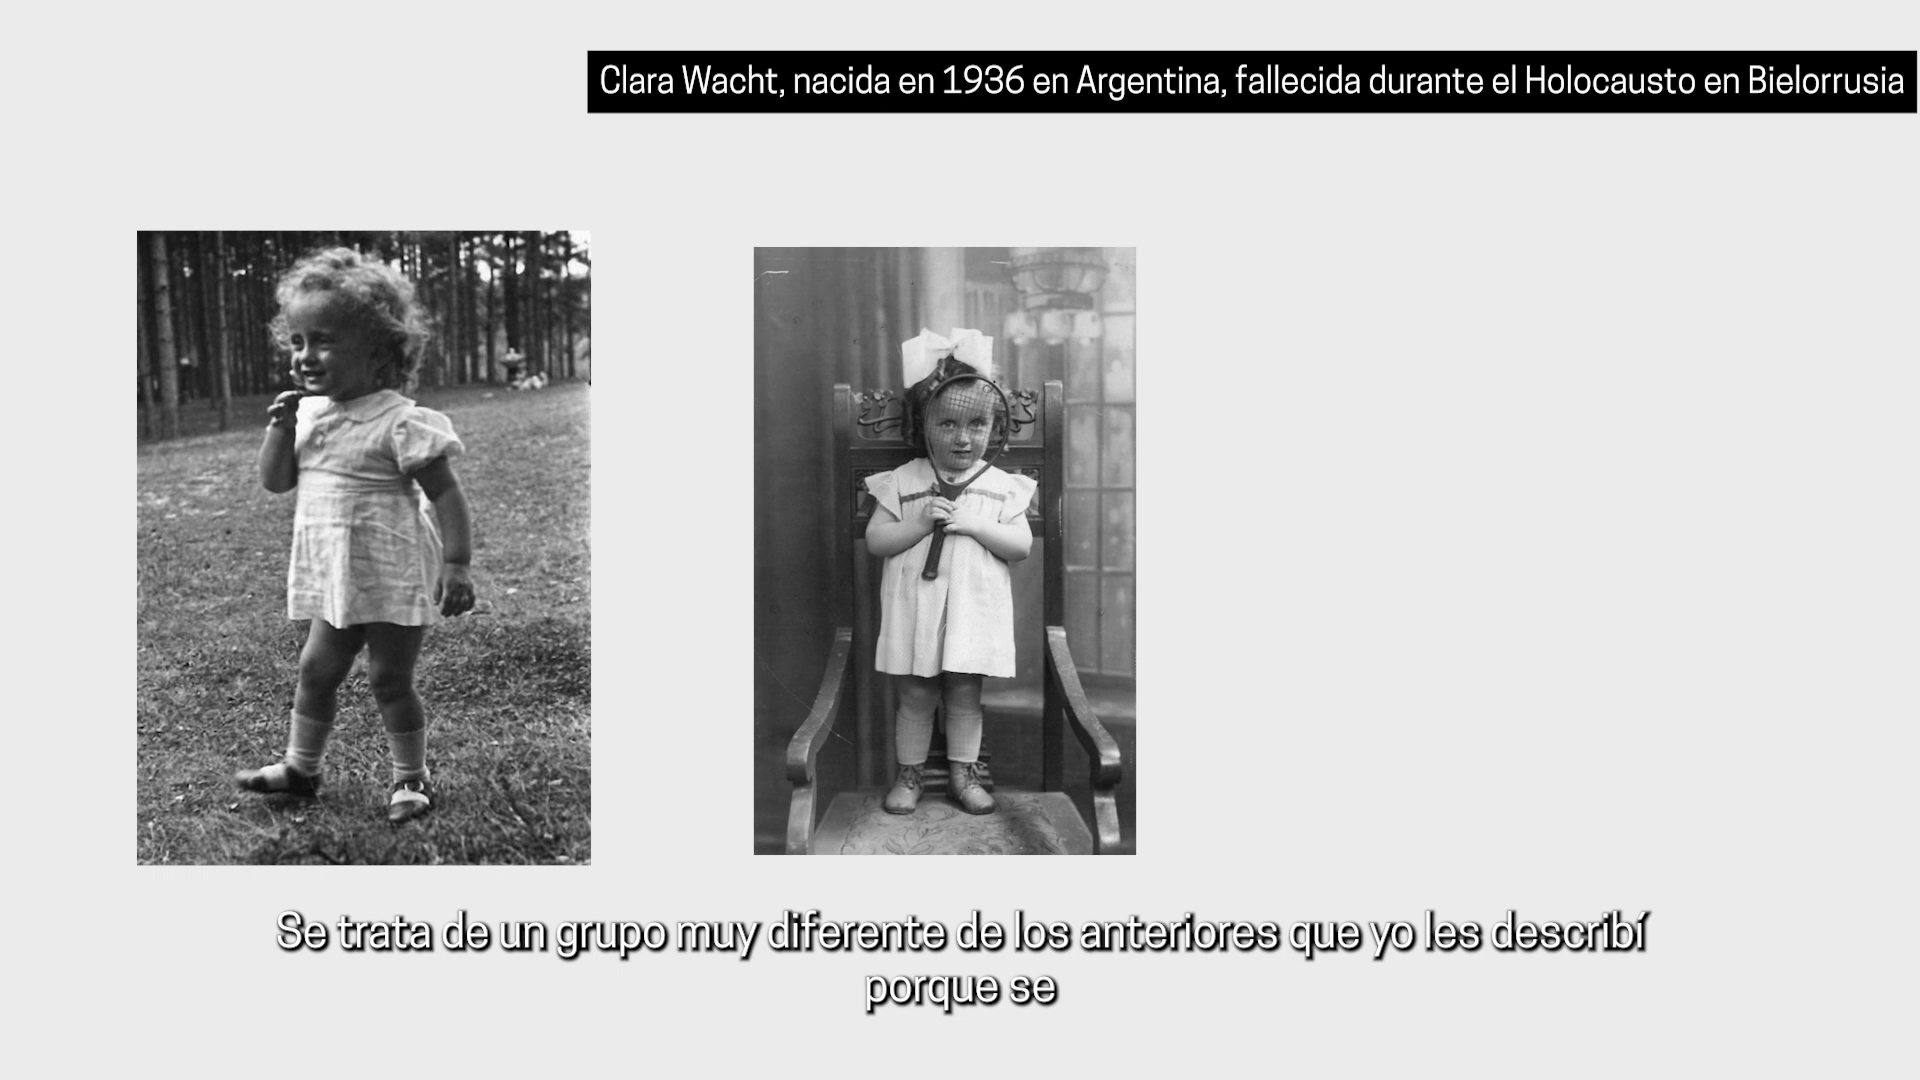 Clara Wacht, nacida en 1936 en Argentina, fallecida durante el Holocausto en Bielorrusia
Se trata de un grupo muy diferente de los anteriores que yo les describí
porque se